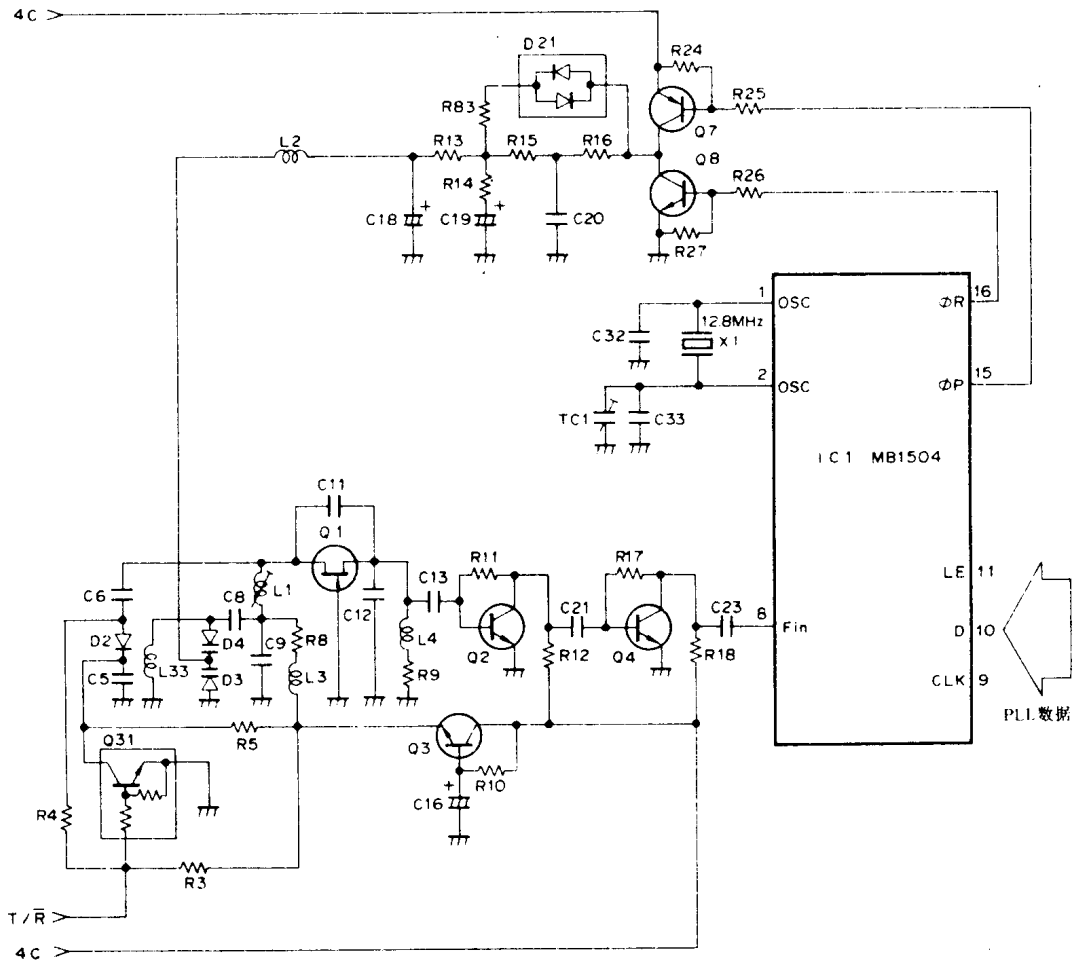 4C
D21
R24
R25
R83
Q7
L2
R13
R15
R16
Q8
R14
R26
C18
+
C19
+
C20
R27
1
OSC
ΦR
16
12.8MHz
X1
C32
2
OSC
ΦP
15
TC1
C33
IC1 MB1504
C11
Q1
R11
R17
LE
11
C6
L1
C13
C8
C12
C21
C23
8
Fin
D
10
D2
D4
C9
R8
L4
Q2
R12
Q4
R18
C5
L33
D3
L3
R9
CLK
9
PLL数据
R5
Q3
Q31
R10
+
C16
R4
R3
T/R̅
4C